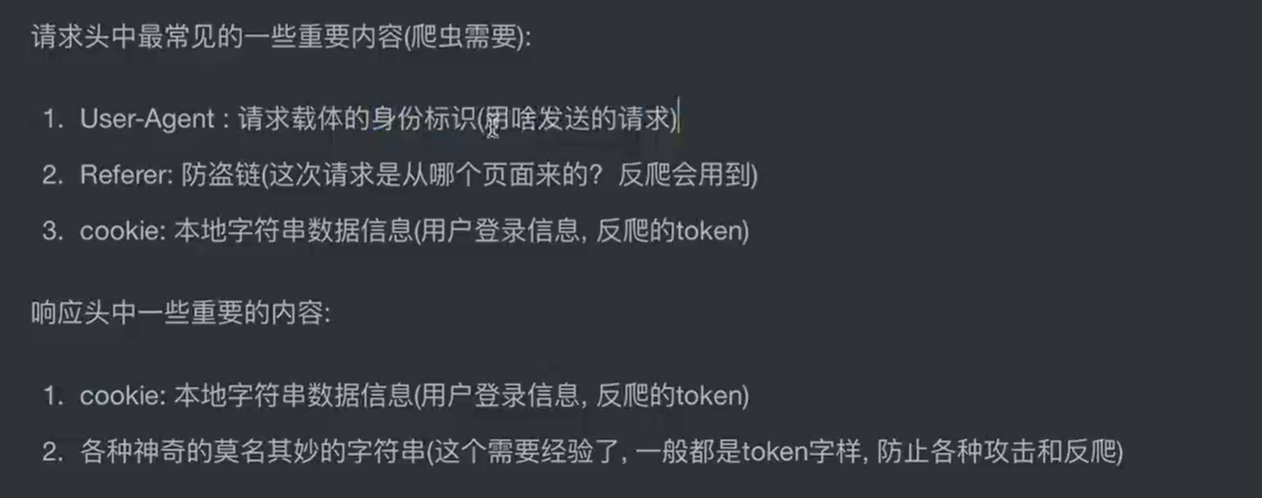 请求头中最常见的一些重要内容(爬虫需要):
1. User-Agent : 请求载体的身份标识(用啥发送的请求)
2. Referer: 防盗链(这次请求是从哪个页面来的? 反爬会用到)
3. cookie: 本地字符串数据信息(用户登录信息, 反爬的token)
响应头中一些重要的内容:
1. cookie: 本地字符串数据信息(用户登录信息, 反爬的token)
2. 各种神奇的莫名其妙的字符串(这个需要经验了, 一般都是token字样, 防止各种攻击和反爬)